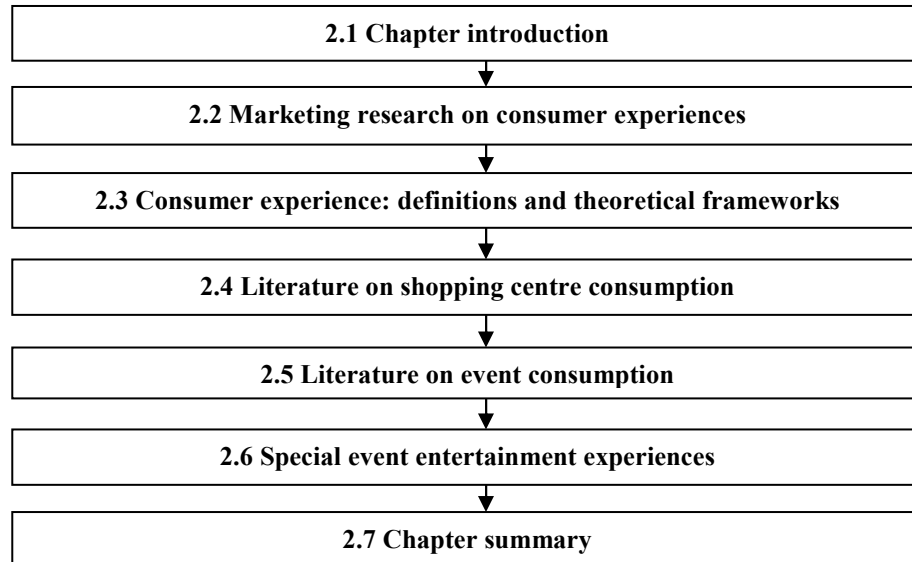 2.1 Chapter introduction
2.2 Marketing research on consumer experiences
2.3 Consumer experience: definitions and theoretical frameworks
2.4 Literature on shopping centre consumption
2.5 Literature on event consumption
2.6 Special event entertainment experiences
2.7 Chapter summary